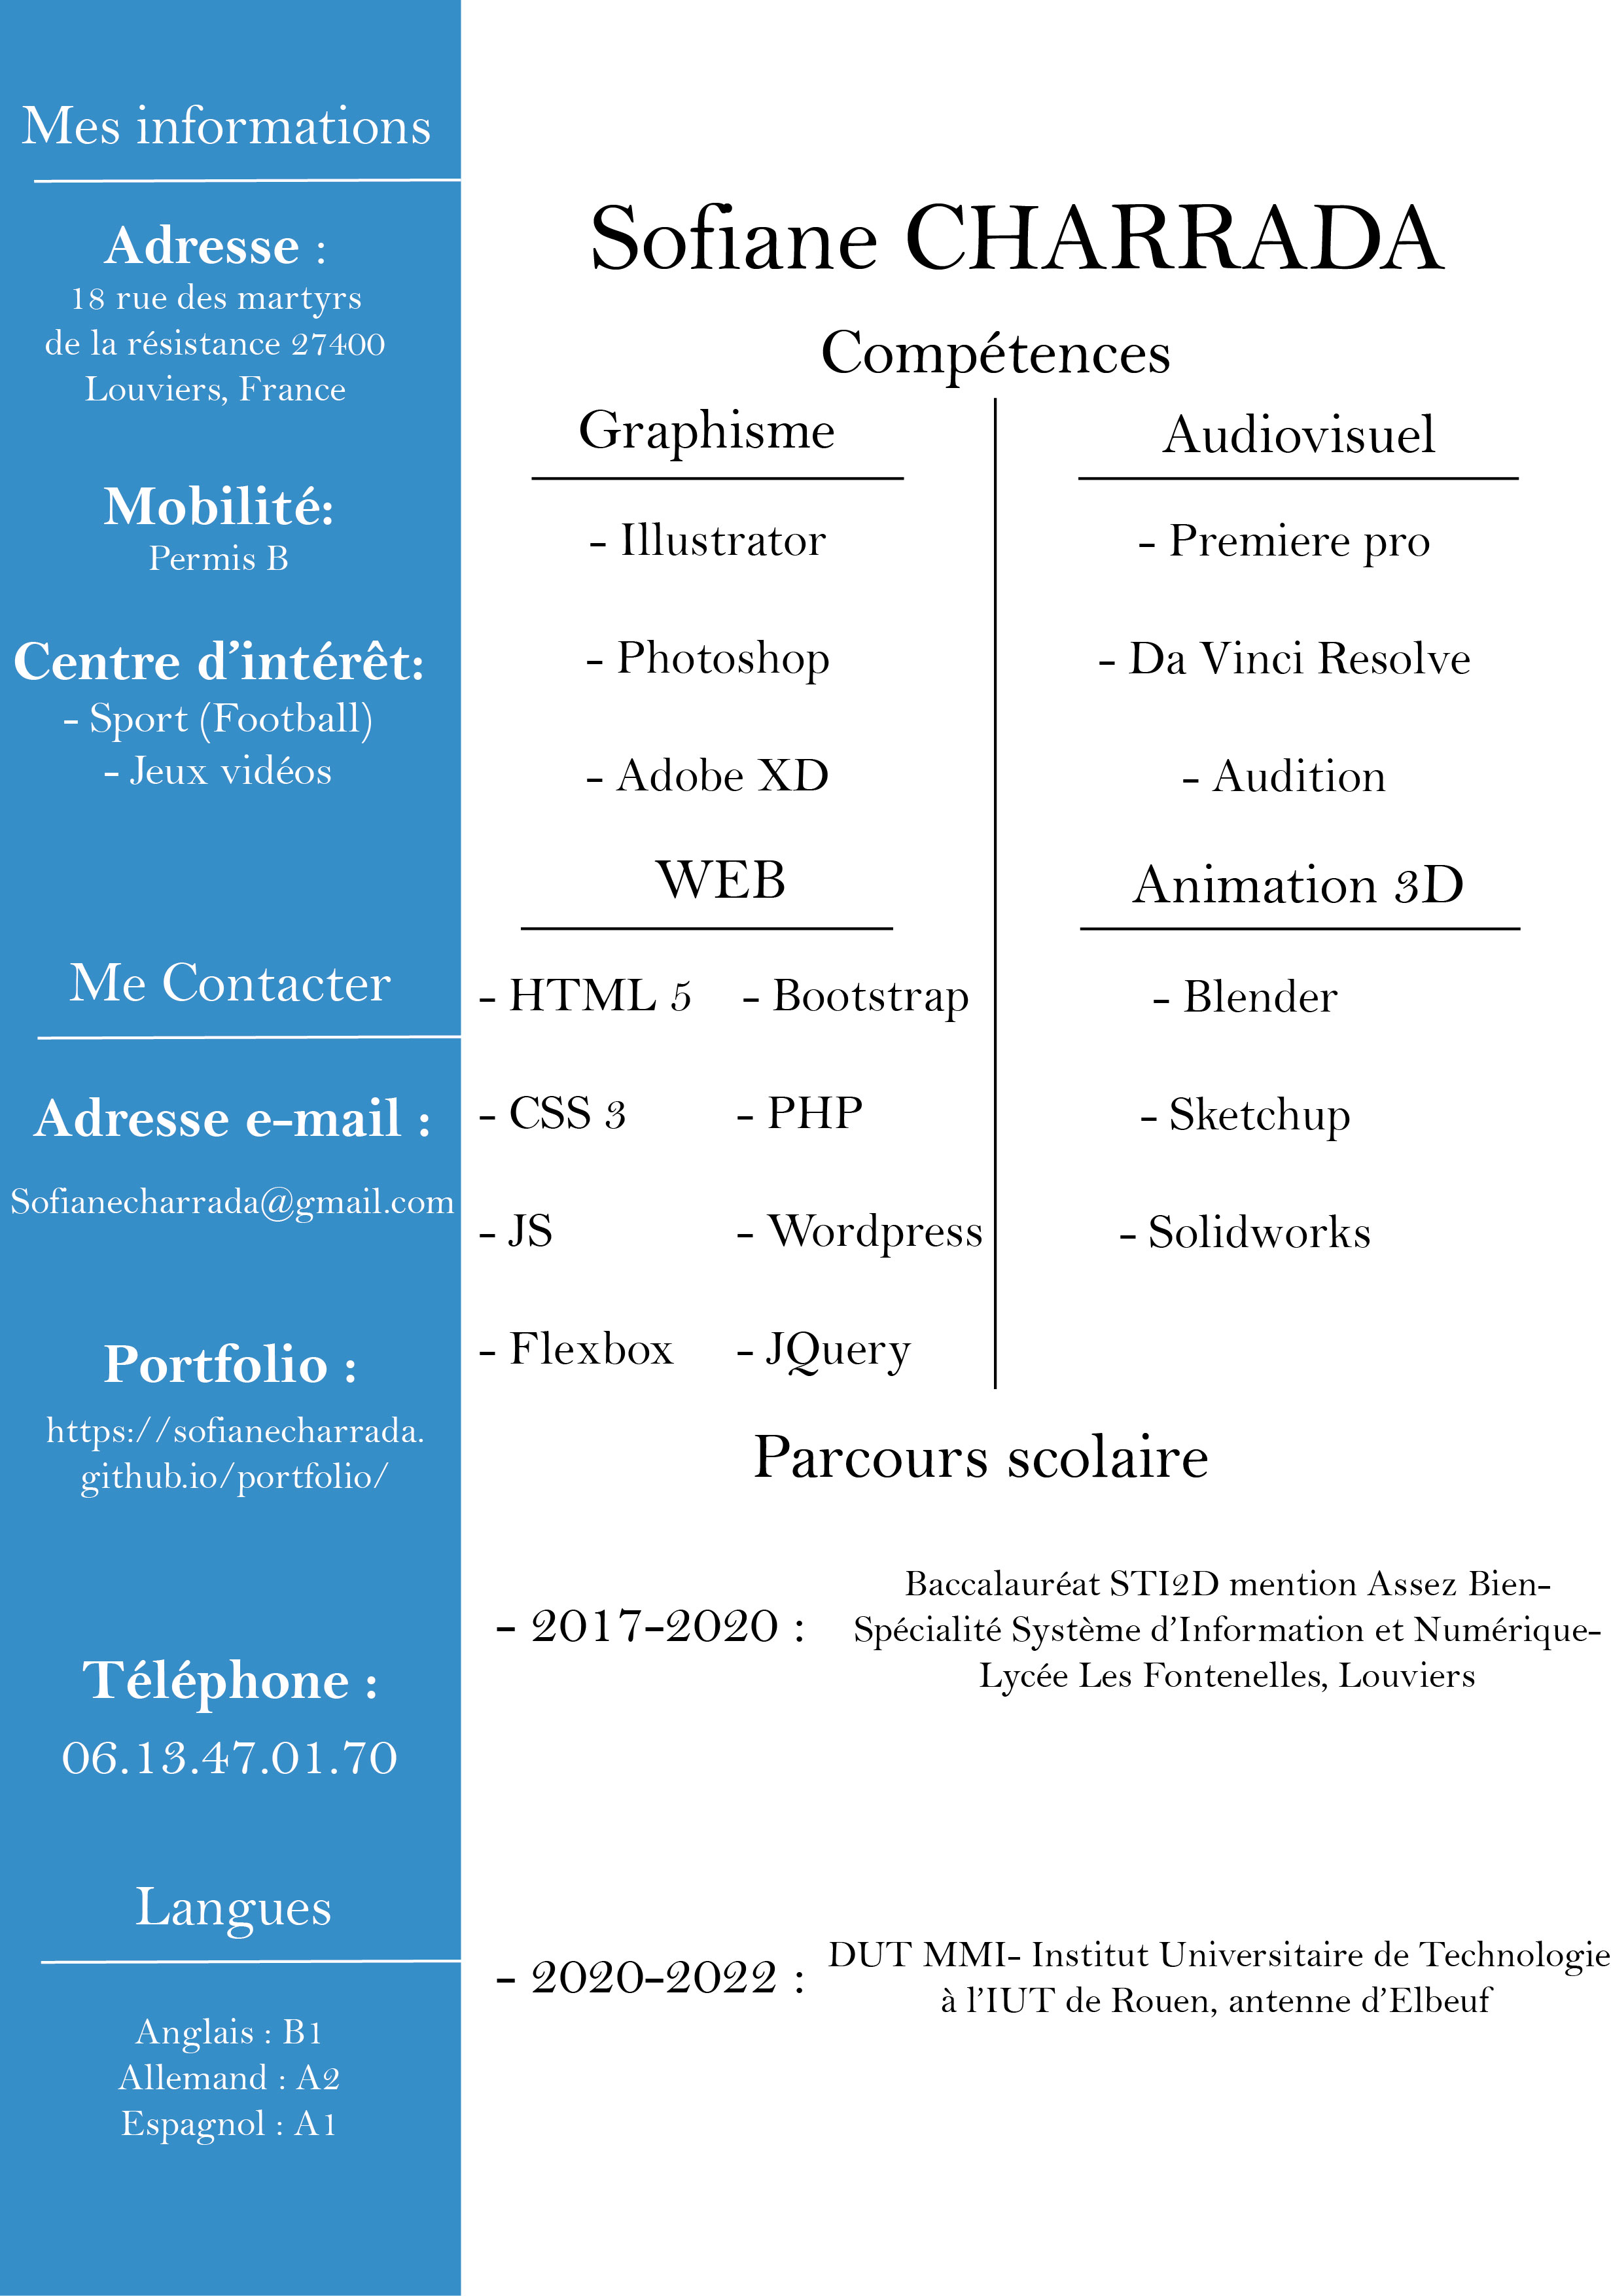 Mes informations
Adresse :
18 rue des martyrs
de la résistance 27400
Louviers, France
Mobilité:
Permis B
Centre d'intérêt:
- Sport (Football)
- Jeux vidéos
Me Contacter
Adresse e-mail :
Sofianecharrada@gmail.com
Portfolio :
https://sofianecharrada.
github.io/portfolio/
Téléphone :
06.13.47.01.70
Langues
Anglais : B1
Allemand : A2
Espagnol : A1
Sofiane CHARRADA
Compétences
Graphisme
- Illustrator
- Photoshop
- Adobe XD
WEB
- HTML 5
- CSS 3
- JS
- Flexbox
- Bootstrap
- PHP
- Wordpress
- JQuery
Audiovisuel
- Premiere pro
- Da Vinci Resolve
- Audition
Animation 3D
- Blender
- Sketchup
- Solidworks
Parcours scolaire
- 2017-2020 :
Baccalauréat STI2D mention Assez Bien-
Spécialité Système d'Information et Numérique-
Lycée Les Fontenelles, Louviers
- 2020-2022 :
DUT MMI- Institut Universitaire de Technologie
à l'IUT de Rouen, antenne d'Elbeuf